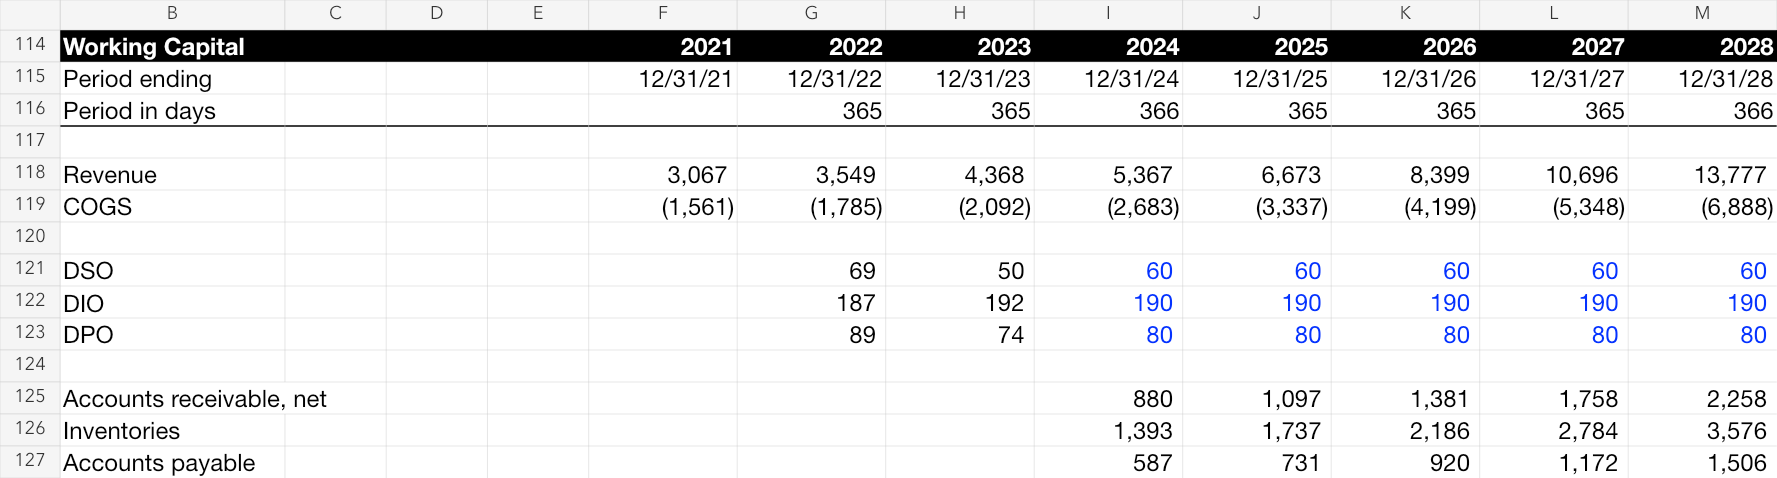 B C D E F G H I J K L M
114 Working Capital 2021 2022 2023 2024 2025 2026 2027 2028
115 Period ending 12/31/21 12/31/22 12/31/23 12/31/24 12/31/25 12/31/26 12/31/27 12/31/28
116 Period in days 365 365 366 365 365 365 366
117
118 Revenue 3,067 3,549 4,368 5,367 6,673 8,399 10,696 13,777
119 COGS (1,561) (1,785) (2,092) (2,683) (3,337) (4,199) (5,348) (6,888)
120
121 DSO 69 50 60 60 60 60 60
122 DIO 187 192 190 190 190 190 190
123 DPO 89 74 80 80 80 80 80
124
125 Accounts receivable, net 880 1,097 1,381 1,758 2,258
126 Inventories 1,393 1,737 2,186 2,784 3,576
127 Accounts payable 587 731 920 1,172 1,506